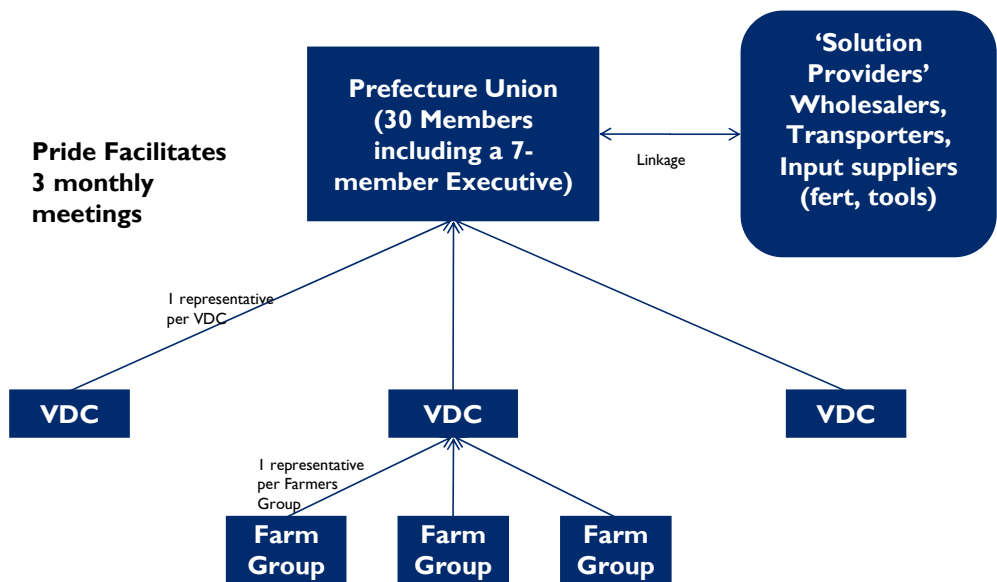 Prefecture Union
(30 Members
including a 7-
member Executive)
‘Solution
Providers’
Wholesalers,
Transporters,
Input suppliers
(fert, tools)
Linkage
Pride Facilitates
3 monthly
meetings
1 representative
per VDC
VDC
VDC
VDC
1 representative
per Farmers
Group
Farm
Group
Farm
Group
Farm
Group